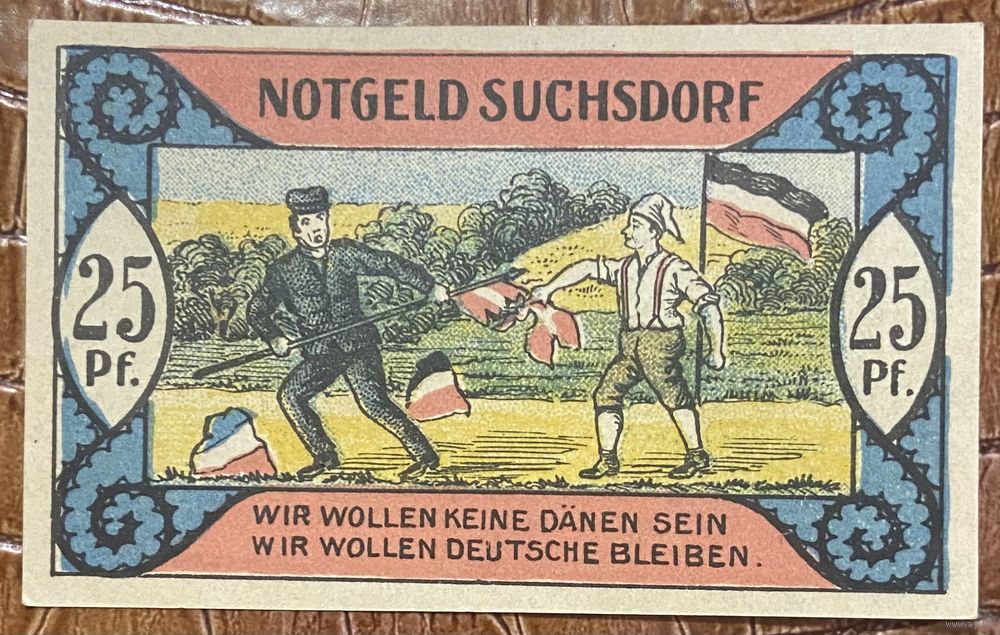 NOTGELD SUCHSDORF
25
Pf.
25
Pf.
WIR WOLLEN KEINE DÄNEN SEIN
WIR WOLLEN DEUTSCHE BLEIBEN.